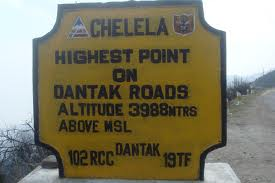 CHELELA
HIGHEST POINT
ON
DANTAK ROADS
ALTITUDE 3988MTRS
ABOVE MSL
102 RCC DANTAK 19TF